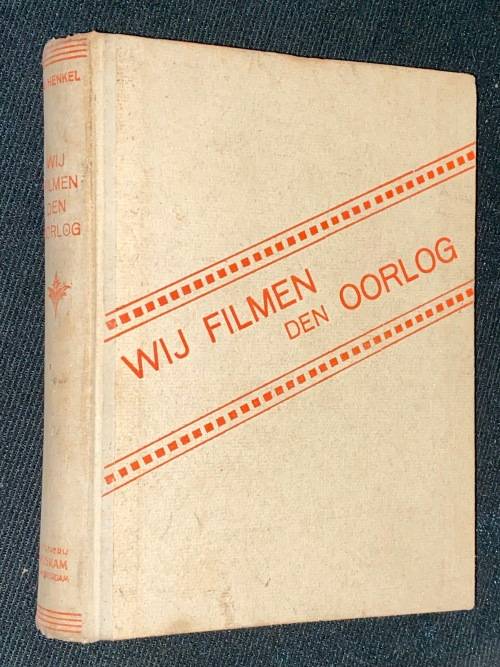 HENKEL
WIJ
FILMEN
DEN
OORLOG
WIJ FILMEN
DEN OORLOG